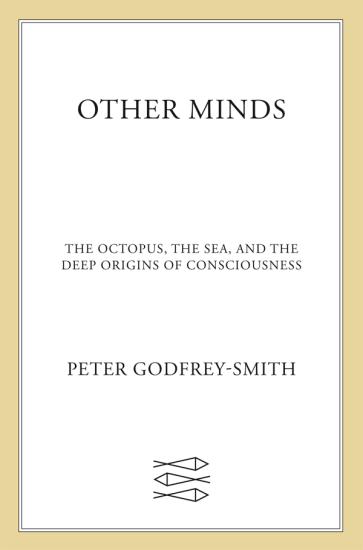 OTHER MINDS
THE OCTOPUS, THE SEA, AND THE
DEEP ORIGINS OF CONSCIOUSNESS
PETER GODFREY-SMITH